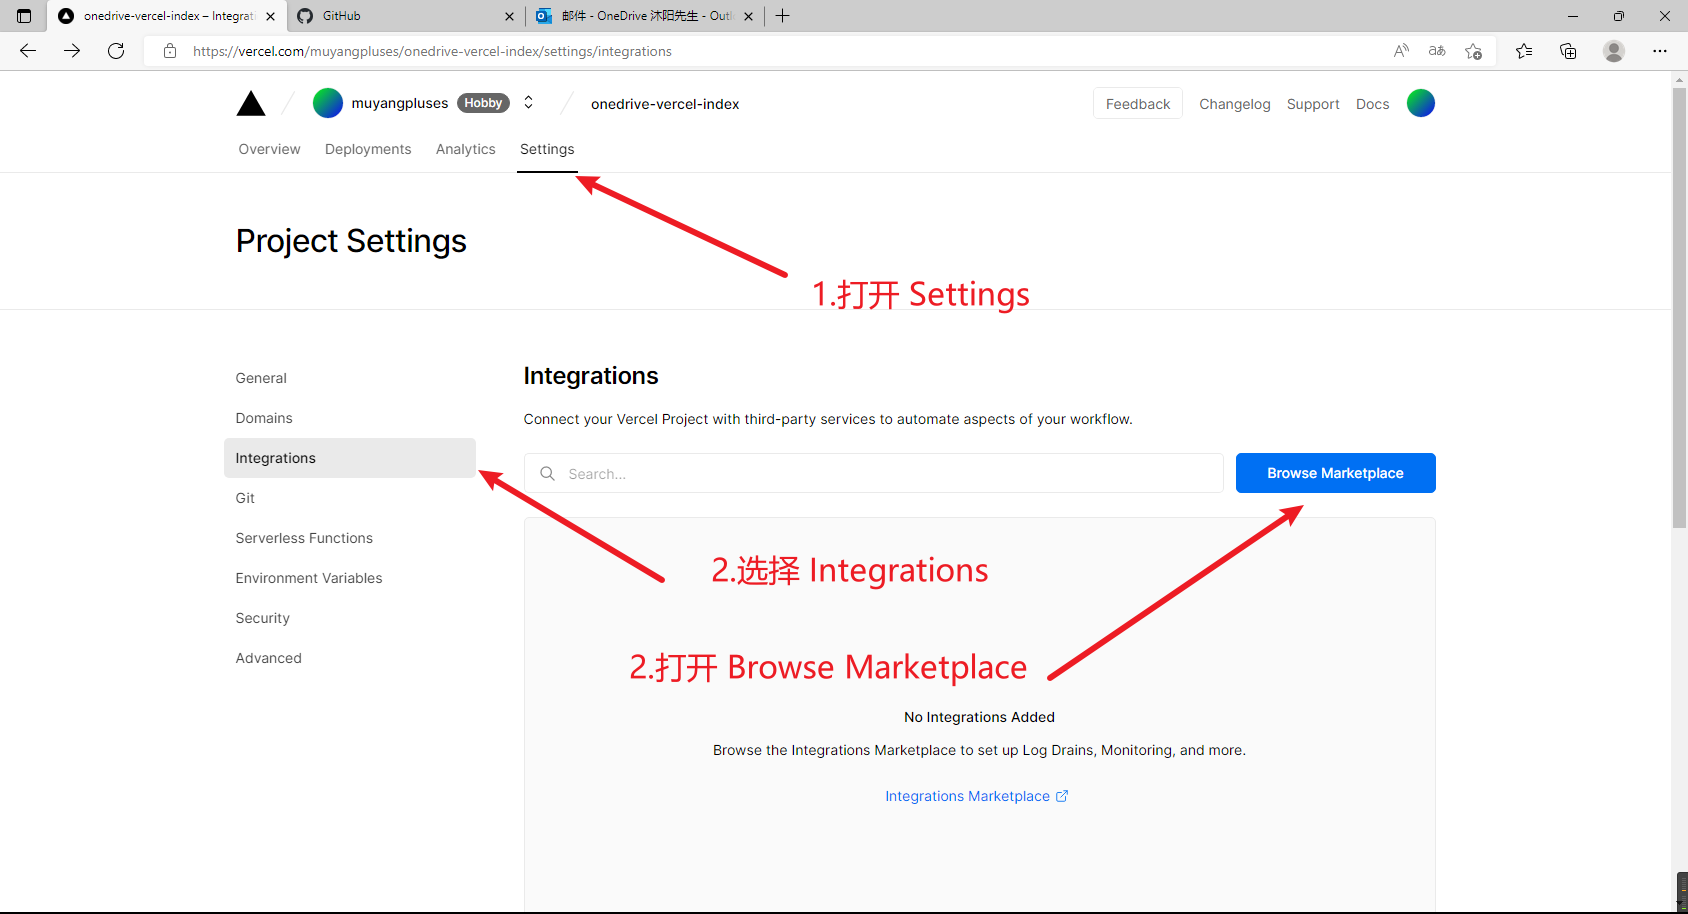 onedrive-vercel-index – Integrati
GitHub
邮件 - OneDrive 沐阳先生 - Outl
https://vercel.com/muyangpluses/onedrive-vercel-index/settings/integrations
muyangpluses Hobby
onedrive-vercel-index
Feedback Changelog Support Docs
Overview Deployments Analytics Settings
Project Settings
1.打开 Settings
General
Domains
Integrations
Git
Serverless Functions
Environment Variables
Security
Advanced
Integrations
Connect your Vercel Project with third-party services to automate aspects of your workflow.
Search...
Browse Marketplace
2.选择 Integrations
2.打开 Browse Marketplace
No Integrations Added
Browse the Integrations Marketplace to set up Log Drains, Monitoring, and more.
Integrations Marketplace